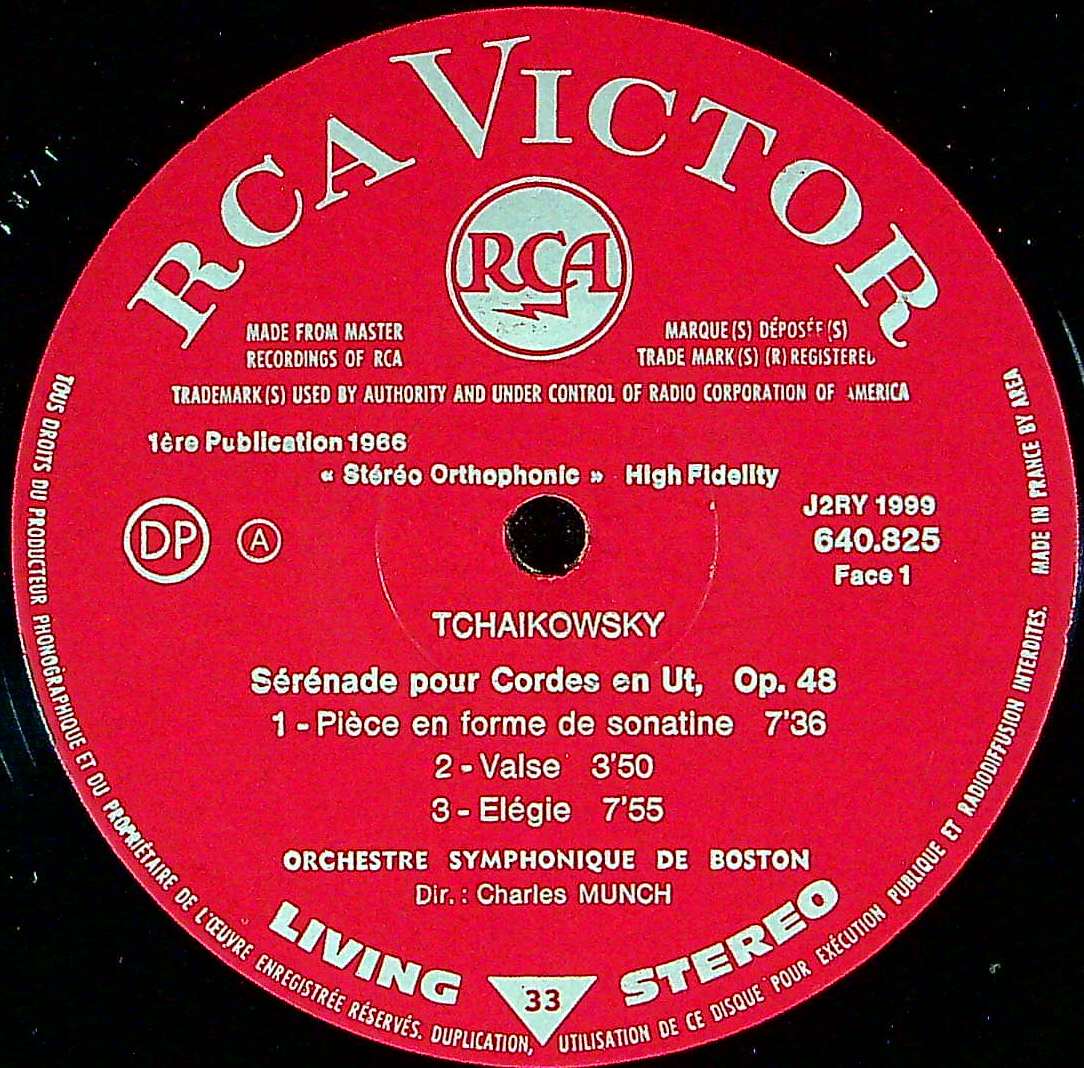 RCA VICTOR
RCA
MADE FROM MASTER
RECORDINGS OF RCA
MARQUE(S) DÉPOSÉE(S)
TRADE MARK(S) (R) REGISTERED
TRADEMARK(S) USED BY AUTHORITY AND UNDER CONTROL OF RADIO CORPORATION OF AMERICA
1ère Publication 1966
« Stéréo Orthophonic » High Fidelity
DP
A
J2RY 1999
640.825
Face 1
TCHAIKOWSKY
Sérénade pour Cordes en Ut, Op. 48
1 - Pièce en forme de sonatine 7'36
2 - Valse 3'50
3 - Elégie 7'55
ORCHESTRE SYMPHONIQUE DE BOSTON
Dir. : Charles MUNCH
LIVING STEREO
33
TOUS DROITS DU PRODUCTEUR PHONOGRAPHIQUE ET DU PROPRIÉTAIRE DE L'ŒUVRE ENREGISTRÉE RÉSERVÉS. DUPLICATION, UTILISATION DE CE DISQUE POUR EXÉCUTION PUBLIQUE ET RADIODIFFUSION INTERDITES.
MADE IN FRANCE BY AREA